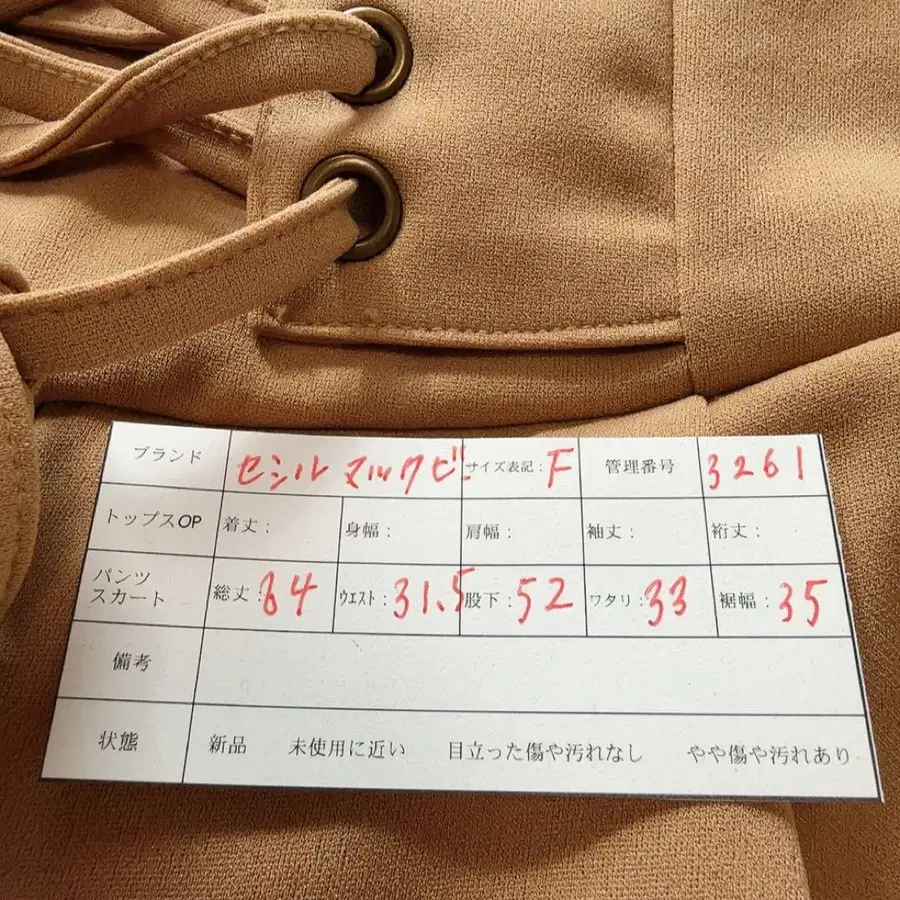 ブランド セシルマックビー サイズ表記：F 管理番号 3261
トップスOP 着丈： 身幅： 肩幅： 袖丈： 裄丈：
パンツ スカート 総丈： ウエスト：31.5 股下：52 ワタリ：33 裾幅：35
備考
状態 新品 未使用に近い 目立った傷や汚れなし やや傷や汚れあり